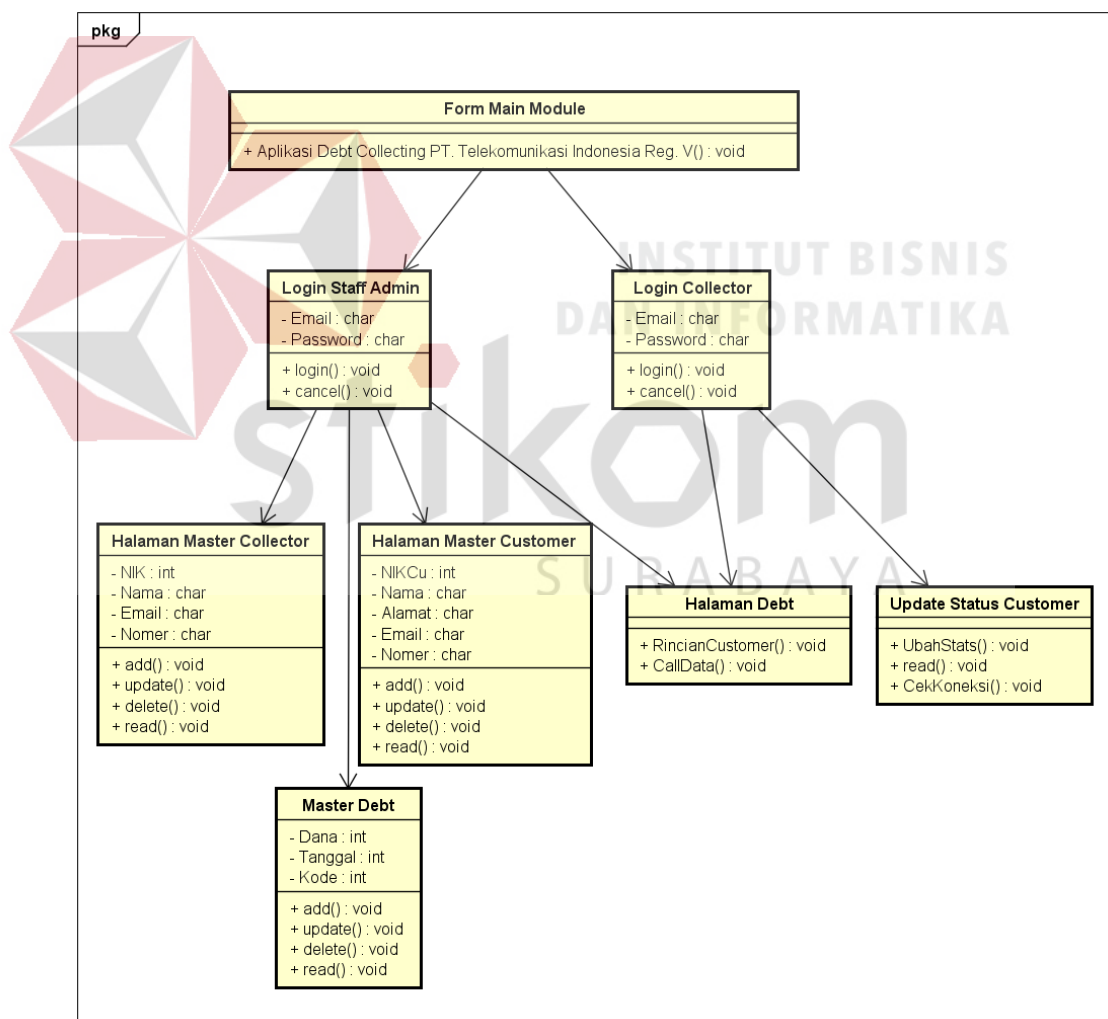 pkg
Form Main Module
+ Aplikasi Debt Collecting PT. Telekomunikasi Indonesia Reg. V() : void
INSTITUT BISNIS
DAN INFORMATIKA
Login Staff Admin
- Email : char
- Password : char
+ login() : void
+ cancel() : void
Login Collector
- Email : char
- Password : char
+ login() : void
+ cancel() : void
stikom
SURABAYA
Halaman Master Collector
- NIK : int
- Nama : char
- Email : char
- Nomer : char
+ add() : void
+ update() : void
+ delete() : void
+ read() : void
Halaman Master Customer
- NIKCu : int
- Nama : char
- Alamat : char
- Email : char
- Nomer : char
+ add() : void
+ update() : void
+ delete() : void
+ read() : void
Halaman Debt
+ RincianCustomer() : void
+ CallData() : void
Update Status Customer
+ UbahStats() : void
+ read() : void
+ CekKoneksi() : void
Master Debt
- Dana : int
- Tanggal : int
- Kode : int
+ add() : void
+ update() : void
+ delete() : void
+ read() : void